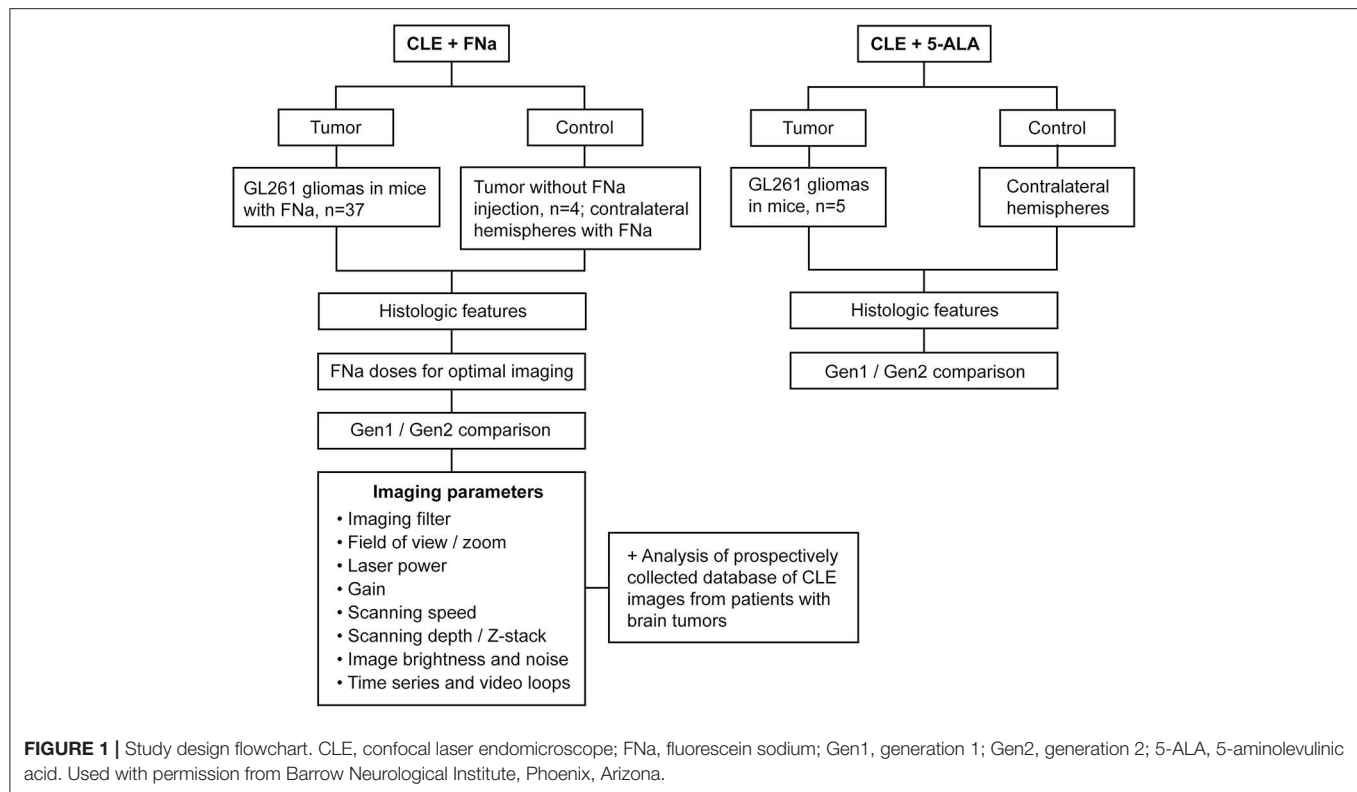 CLE + FNa
Tumor
Control
GL261 gliomas in mice
with FNa, n=37
Tumor without FNa
injection, n=4; contralateral
hemispheres with FNa
Histologic features
FNa doses for optimal imaging
Gen1 / Gen2 comparison
Imaging parameters
• Imaging filter
• Field of view / zoom
• Laser power
• Gain
• Scanning speed
• Scanning depth / Z-stack
• Image brightness and noise
• Time series and video loops
+ Analysis of prospectively
collected database of CLE
images from patients with
brain tumors
CLE + 5-ALA
Tumor
Control
GL261 gliomas
in mice, n=5
Contralateral
hemispheres
Histologic features
Gen1 / Gen2 comparison
FIGURE 1 | Study design flowchart. CLE, confocal laser endomicroscope; FNa, fluorescein sodium; Gen1, generation 1; Gen2, generation 2; 5-ALA, 5-aminolevulinic
acid. Used with permission from Barrow Neurological Institute, Phoenix, Arizona.